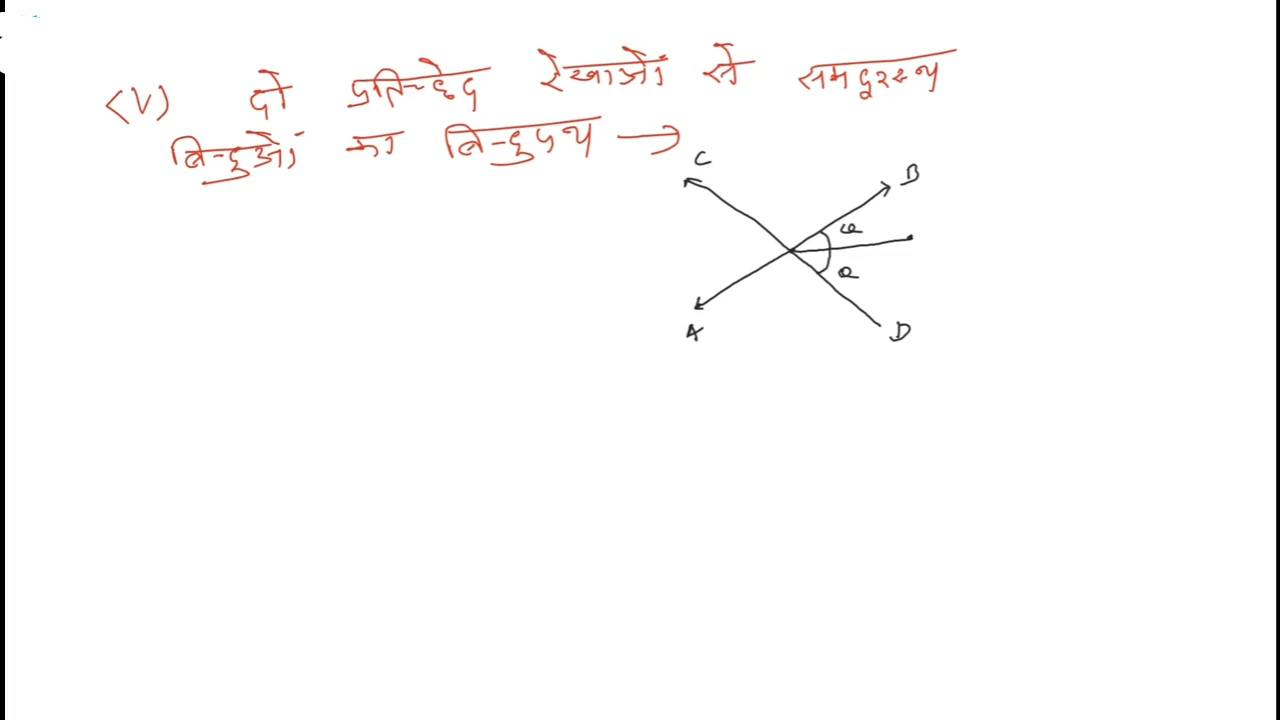 (V) दो प्रतिच्छेद रेखाओं से समदूरस्थ
बिन्दुओं का बिन्दुपथ →
C
B
θ
θ
A
D